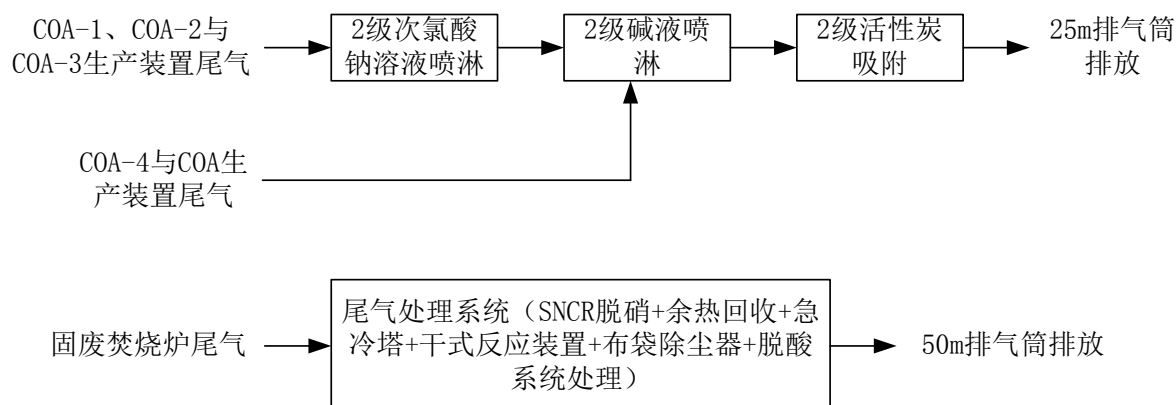 COA-1、COA-2与
COA-3生产装置尾气
2级次氯酸
钠溶液喷淋
2级碱液喷
淋
2级活性炭
吸附
25m排气筒
排放
COA-4与COA生
产装置尾气
固废焚烧炉尾气
尾气处理系统（SNCR脱硝+余热回收+急
冷塔+干式反应装置+布袋除尘器+脱酸
系统处理）
50m排气筒排放